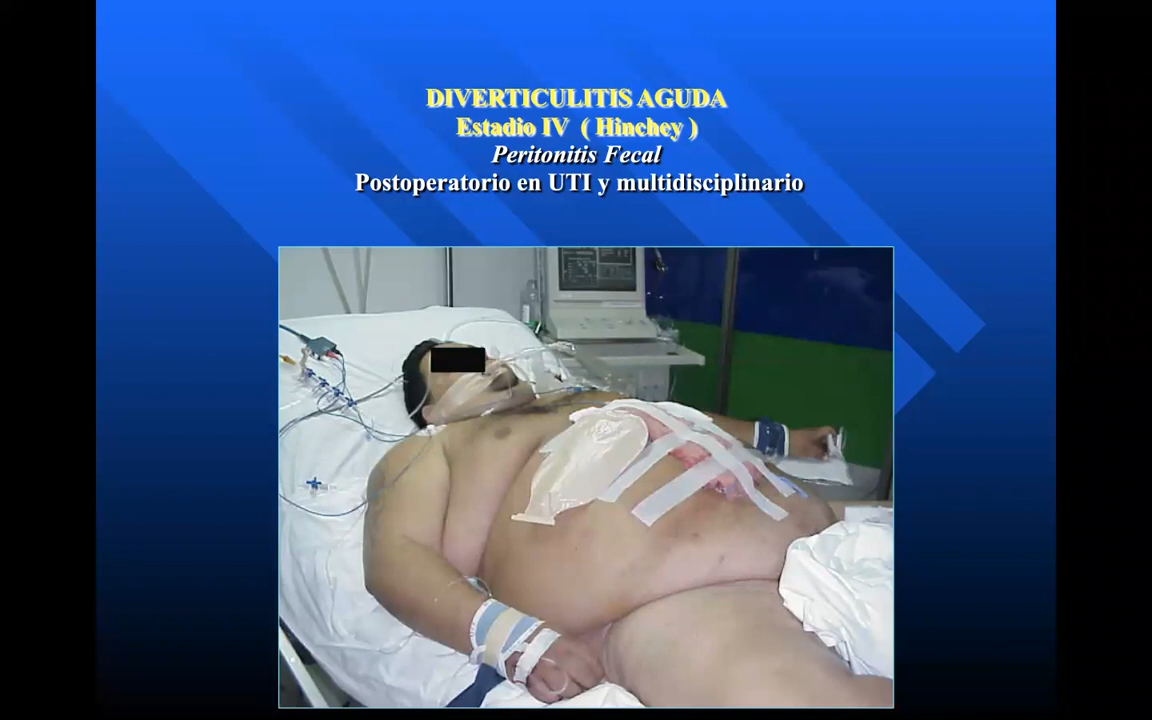 DIVERTICULITIS AGUDA
Estadio IV ( Hinchey )
Peritonitis Fecal
Postoperatorio en UTI y multidisciplinario